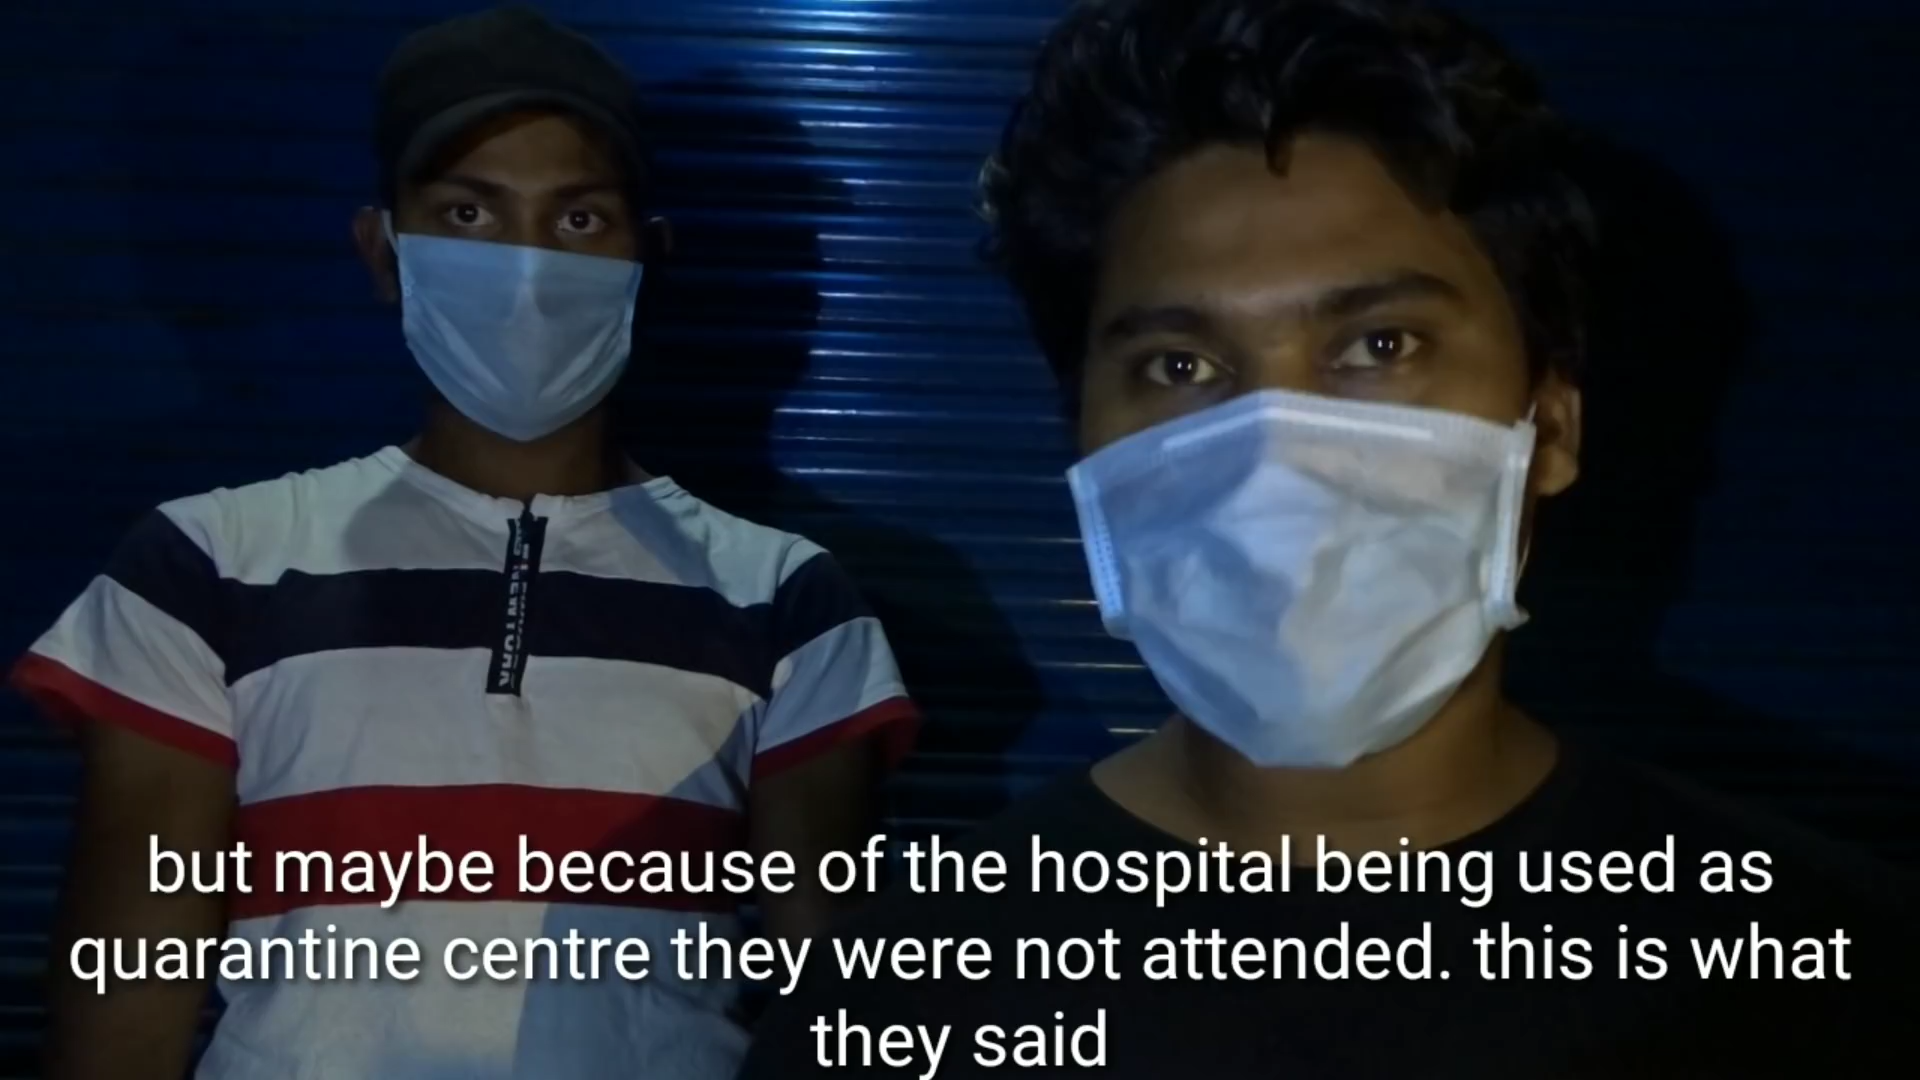 but maybe because of the hospital being used as
quarantine centre they were not attended. this is what
they said